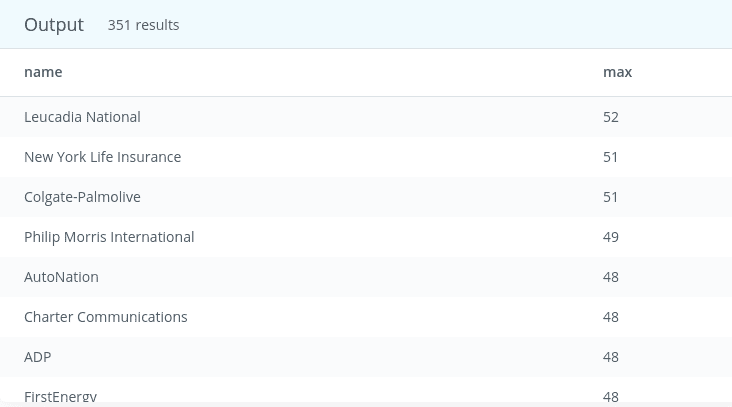 Output 351 results
name max
Leucadia National 52
New York Life Insurance 51
Colgate-Palmolive 51
Philip Morris International 49
AutoNation 48
Charter Communications 48
ADP 48
FirstEnergy 48